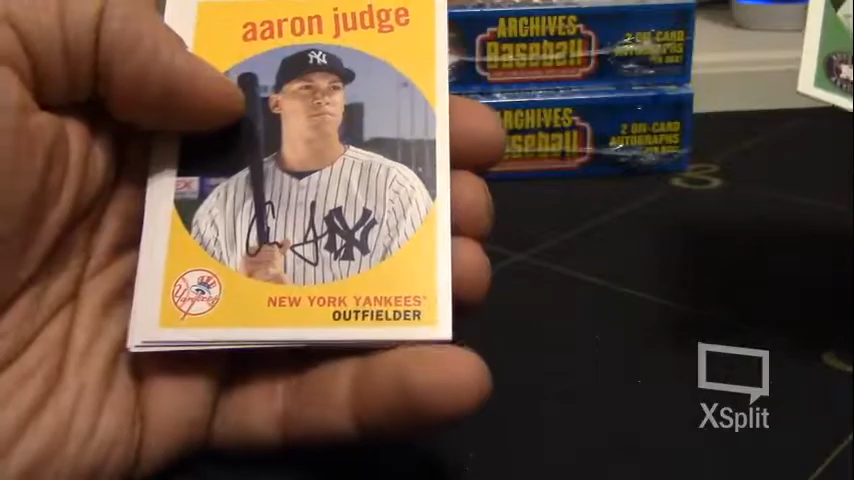 aaron judge
NEW YORK YANKEES®
OUTFIELDER
Yankees
NY
ARCHIVES
Baseball
2 ON-CARD
AUTOGRAPHS
ARCHIVES
Baseball
2 ON-CARD
AUTOGRAPHS
XSplit